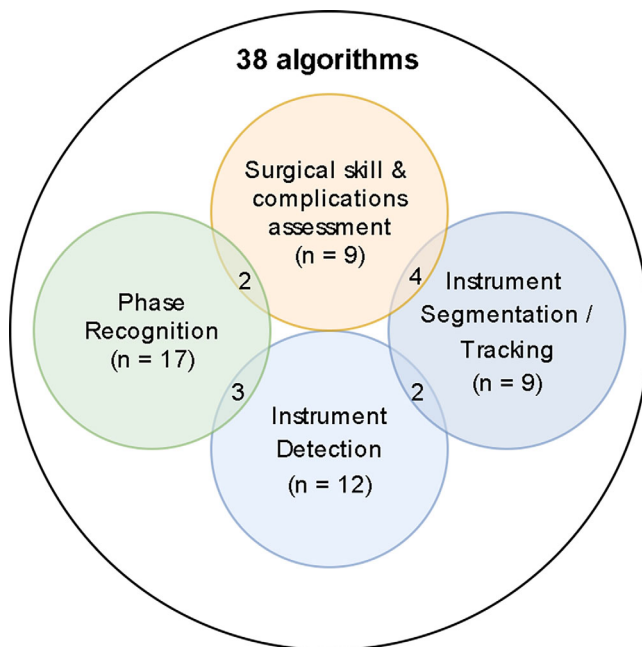 38 algorithms
Surgical skill &
complications
assessment
(n = 9)
2
4
Phase
Recognition
(n = 17)
Instrument
Segmentation /
Tracking
(n = 9)
3
2
Instrument
Detection
(n = 12)